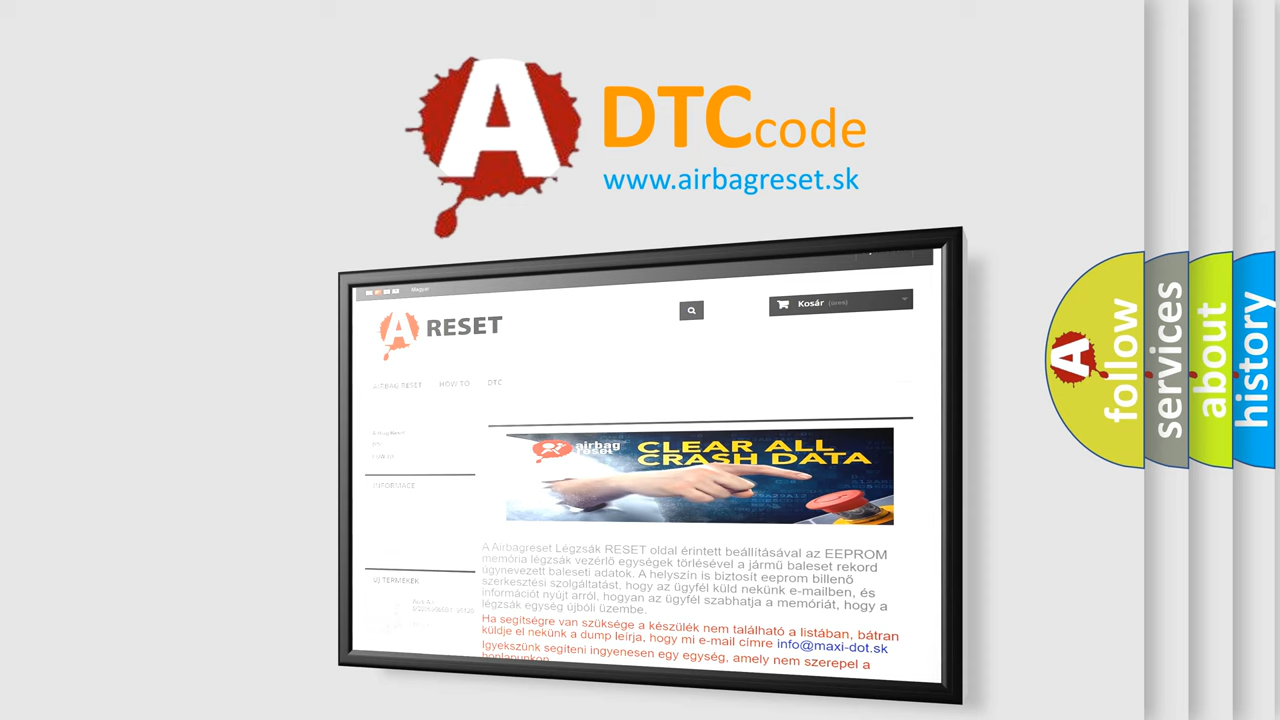 A DTC code
www.airbagreset.sk
Magyar
Kosár (üres)
A RESET
AIRBAG RESET HOW TO DTC
INFORMACE
airbag
reset
CLEAR ALL
CRASH DATA
A Airbagreset Légzsák RESET oldal érintett beállításával az EEPROM
memória légzsák vezérlő egységek törlésével a jármű baleset rekord
úgynevezett baleseti adatok. A helyszín is biztosít eeprom billenő
szerkesztési szolgáltatást, hogy az ügyfél küld nekünk e-mailben, és
információt nyújt arról, hogyan az ügyfél szabhatja a memóriát, hogy a
légzsák egység újbóli üzembe.
Ha segítségre van szüksége a készülék nem található a listában, bátran
küldje el nekünk a dump leírja, hogy mi e-mail címre info@maxi-dot.sk
Igyekszünk segíteni ingyenesen egy egység, amely nem szerepel a
honlapunkon
ÚJ TERMÉKEK
A
follow
services
about
history